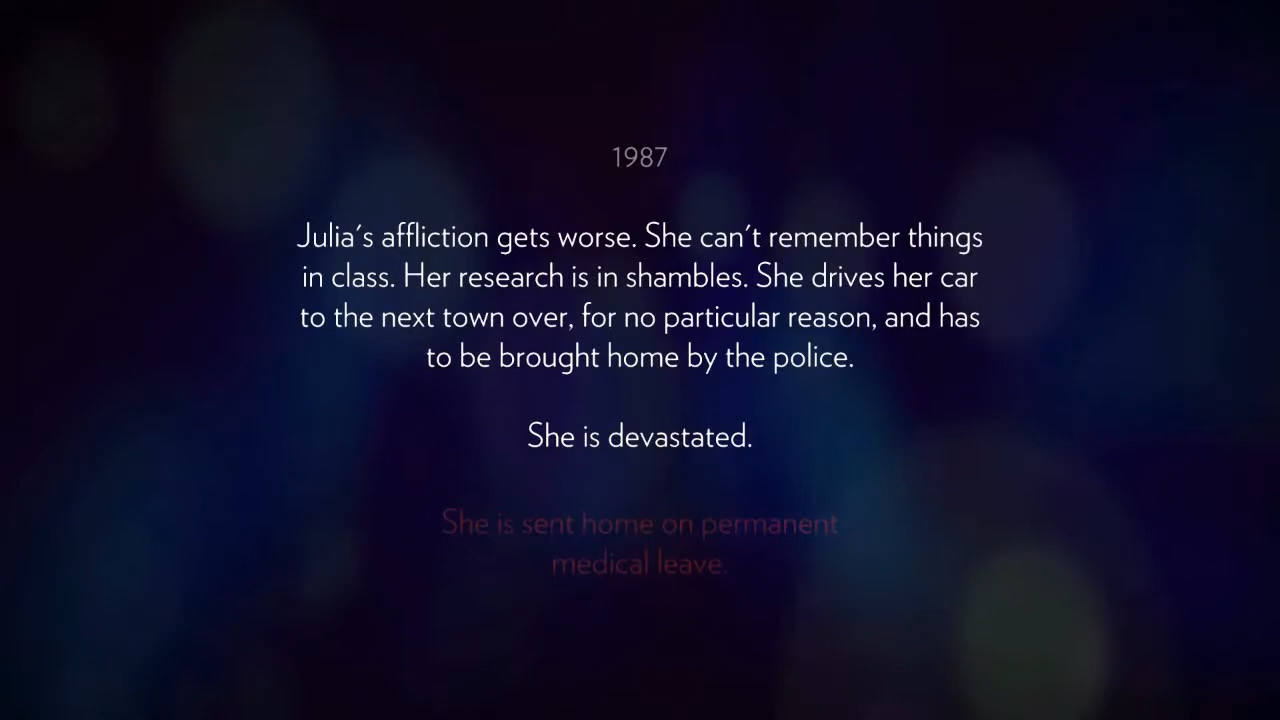 1987
Julia's affliction gets worse. She can't remember things
in class. Her research is in shambles. She drives her car
to the next town over, for no particular reason, and has
to be brought home by the police.
She is devastated.
She is sent home on permanent
medical leave.